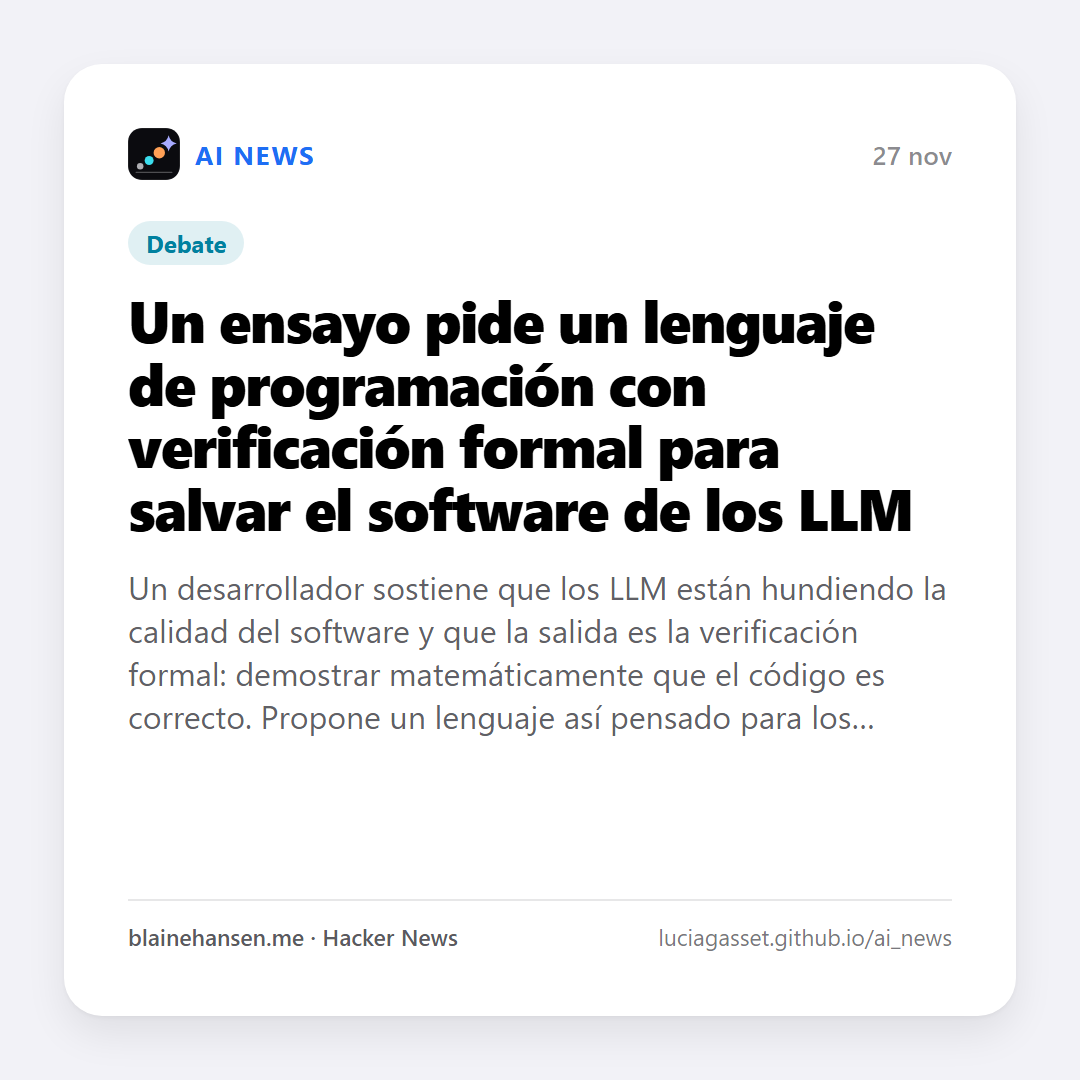 AI NEWS
27 nov
Debate
Un ensayo pide un lenguaje
de programación con
verificación formal para
salvar el software de los LLM
Un desarrollador sostiene que los LLM están hundiendo la
calidad del software y que la salida es la verificación
formal: demostrar matemáticamente que el código es
correcto. Propone un lenguaje así pensado para los…
blainehansen.me · Hacker News
luciagasset.github.io/ai_news